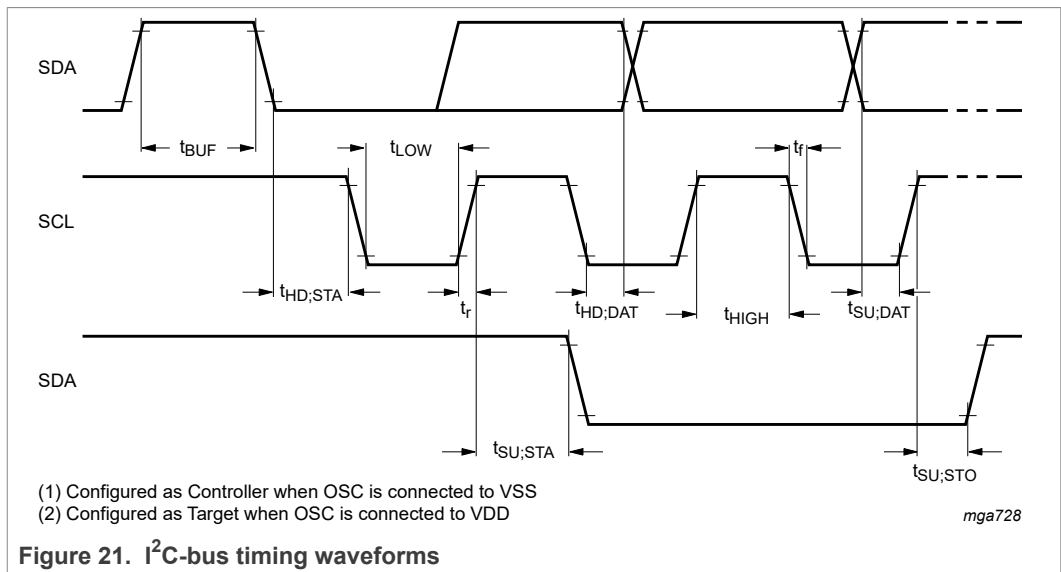 SDA
tBUF
tLOW
tf
SCL
tHD;STA
tr
tHD;DAT
tHIGH
tSU;DAT
SDA
tSU;STA
tSU;STO
(1) Configured as Controller when OSC is connected to VSS
(2) Configured as Target when OSC is connected to VDD
mga728
Figure 21. I²C-bus timing waveforms